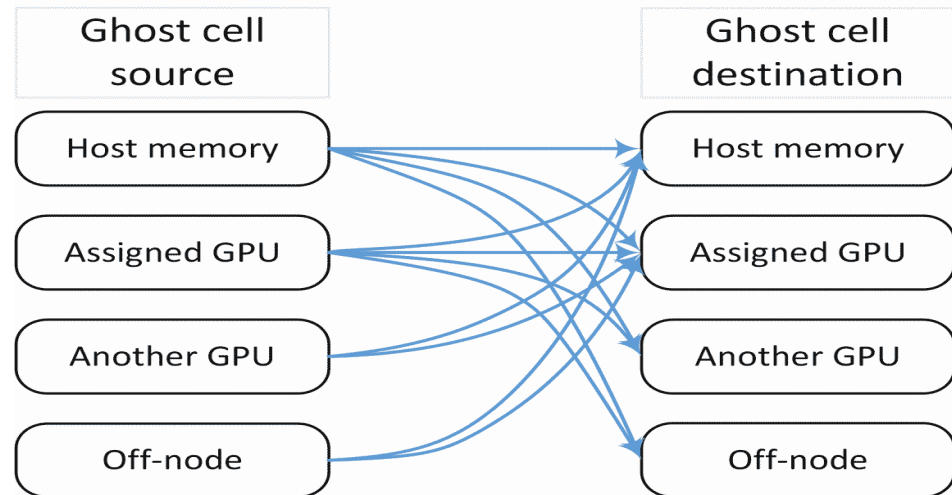 Ghost cell
source
Ghost cell
destination
Host memory
Host memory
Assigned GPU
Assigned GPU
Another GPU
Another GPU
Off-node
Off-node